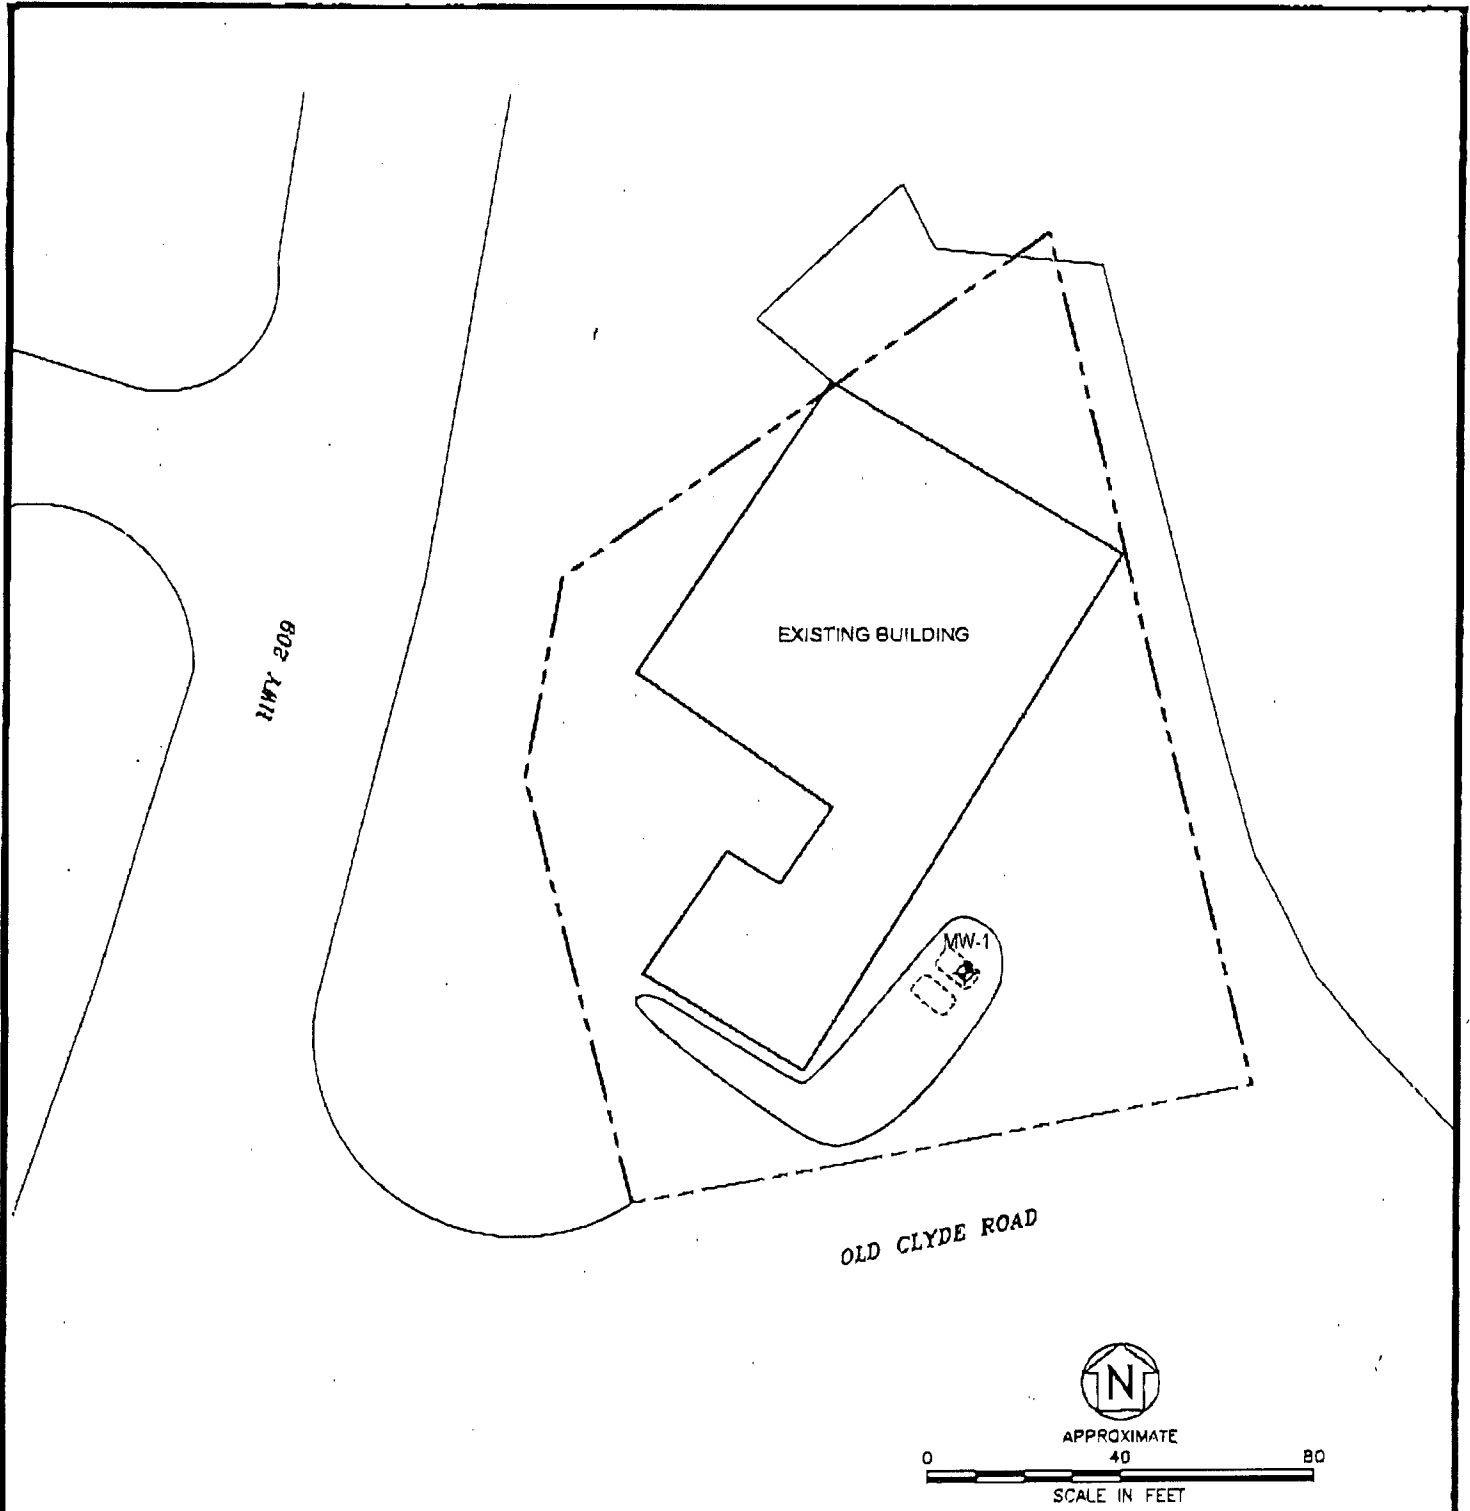 EXISTING BUILDING
HWY 209
MW-1
OLD CLYDE ROAD
N
APPROXIMATE
0 40 80
SCALE IN FEET